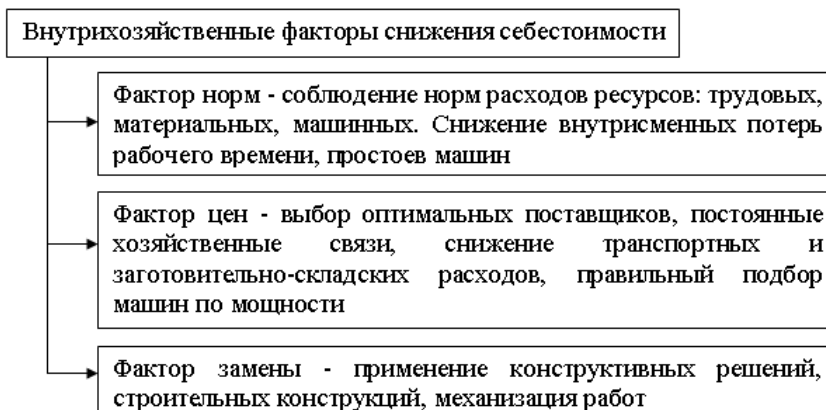 Внутрихозяйственные факторы снижения себестоимости
Фактор норм - соблюдение норм расходов ресурсов: трудовых,
материальных, машинных. Снижение внутрисменных потерь
рабочего времени, простоев машин
Фактор цен - выбор оптимальных поставщиков, постоянные
хозяйственные связи, снижение транспортных и
заготовительно-складских расходов, правильный подбор
машин по мощности
Фактор замены - применение конструктивных решений,
строительных конструкций, механизация работ